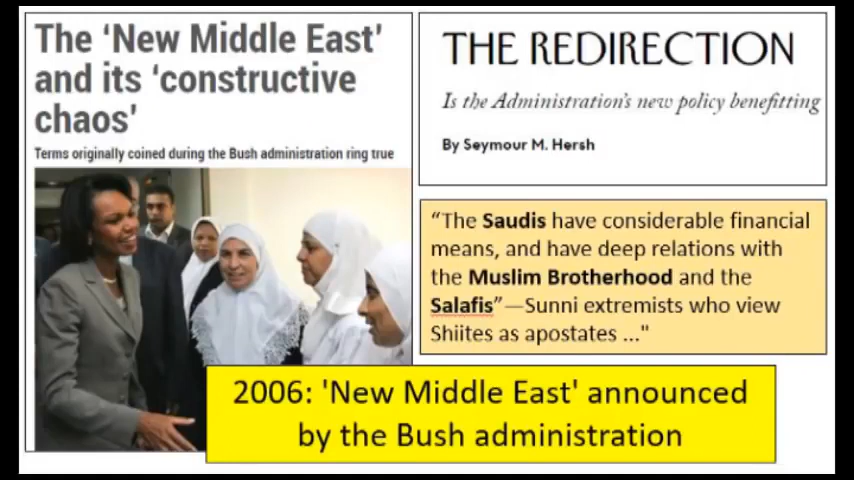 The ‘New Middle East’
and its ‘constructive
chaos’
Terms originally coined during the Bush administration ring true
THE REDIRECTION
Is the Administration's new policy benefitting
By Seymour M. Hersh
“The Saudis have considerable financial
means, and have deep relations with
the Muslim Brotherhood and the
Salafis”—Sunni extremists who view
Shiites as apostates ..."
2006: 'New Middle East' announced
by the Bush administration